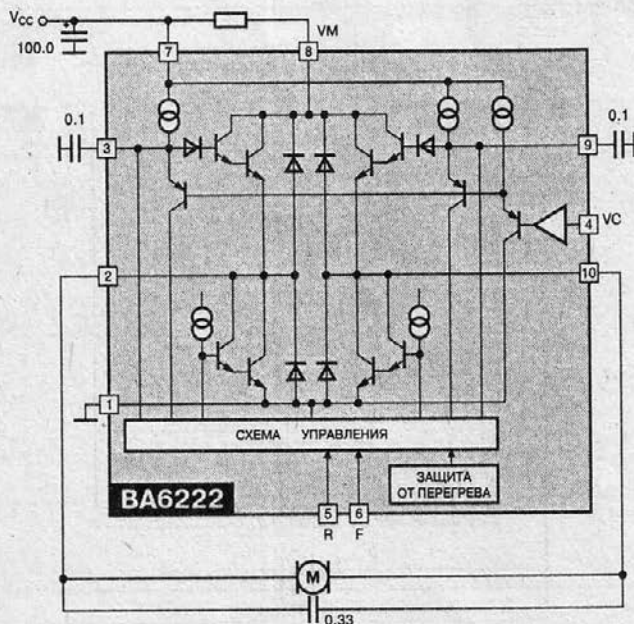 VCC
100.0
VM
7
8
0.1
3
9
0.1
4
VC
2
10
1
СХЕМА УПРАВЛЕНИЯ
BA6222
ЗАЩИТА
ОТ ПЕРЕГРЕВА
5
6
R
F
M
0.33